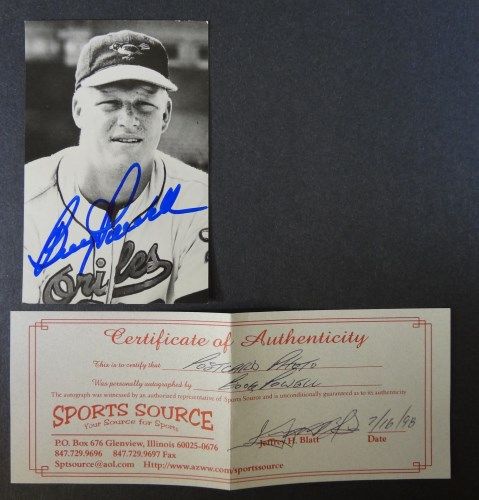 Boog Powell
Orioles
Certificate of Authenticity
This is to certify that POSTCARD PHOTO
Was personally autographed by BOOG POWELL
The autograph was witnessed by an authorized representative of Sports Source and is unconditionally guaranteed as to its authenticity
SPORTS SOURCE
Your Source for Sports
P.O. Box 676 Glenview, Illinois 60025-0676
847.729.9696 847.729.9697 Fax
Sptsource@aol.com Http://www.azww.com/sportssource
2/16/98
Jeffrey H. Blatt Date